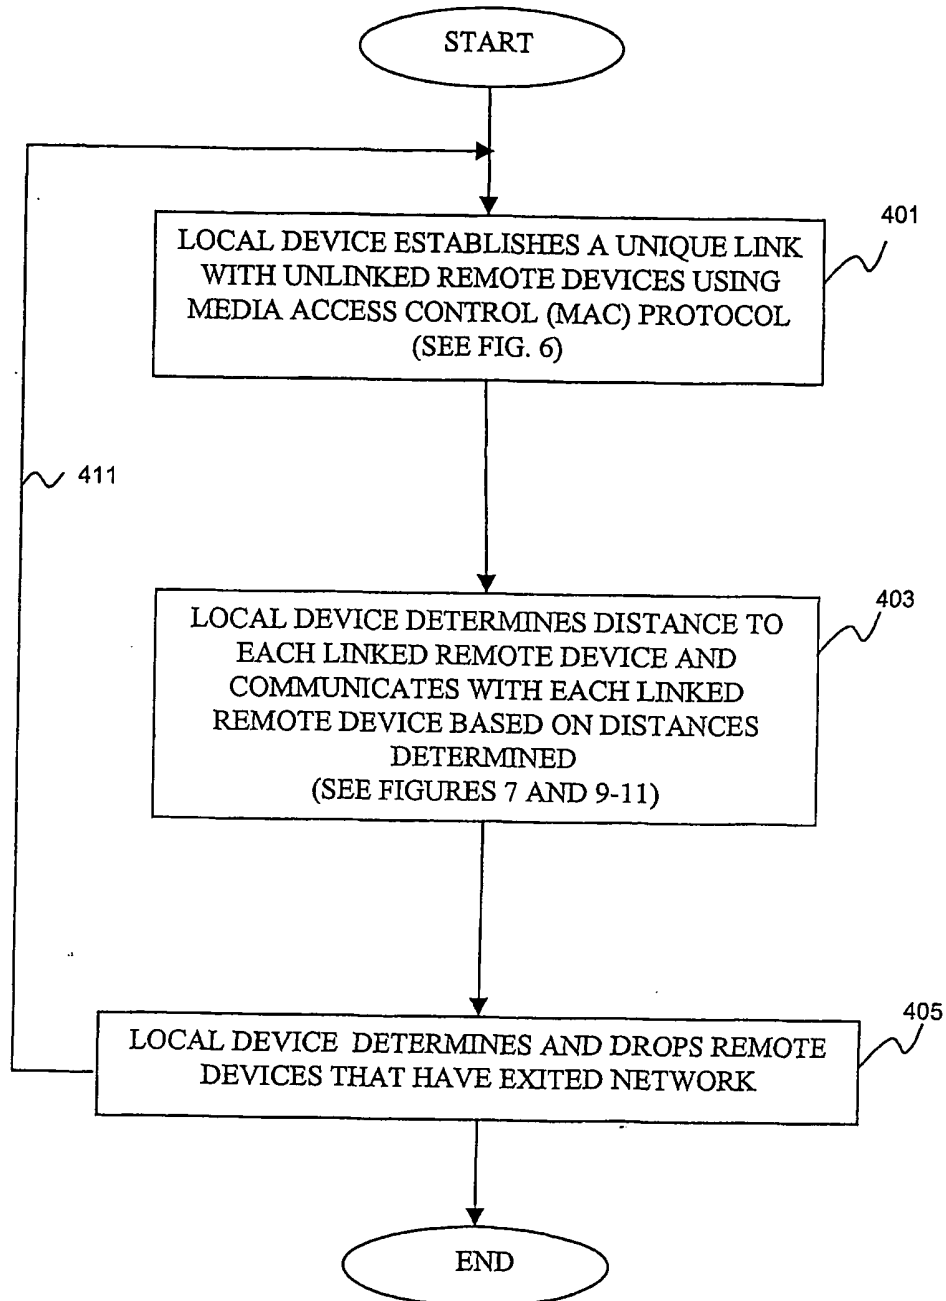 START
LOCAL DEVICE ESTABLISHES A UNIQUE LINK
WITH UNLINKED REMOTE DEVICES USING
MEDIA ACCESS CONTROL (MAC) PROTOCOL
(SEE FIG. 6)
401
411
LOCAL DEVICE DETERMINES DISTANCE TO
EACH LINKED REMOTE DEVICE AND
COMMUNICATES WITH EACH LINKED
REMOTE DEVICE BASED ON DISTANCES
DETERMINED
(SEE FIGURES 7 AND 9-11)
403
LOCAL DEVICE DETERMINES AND DROPS REMOTE
DEVICES THAT HAVE EXITED NETWORK
405
END